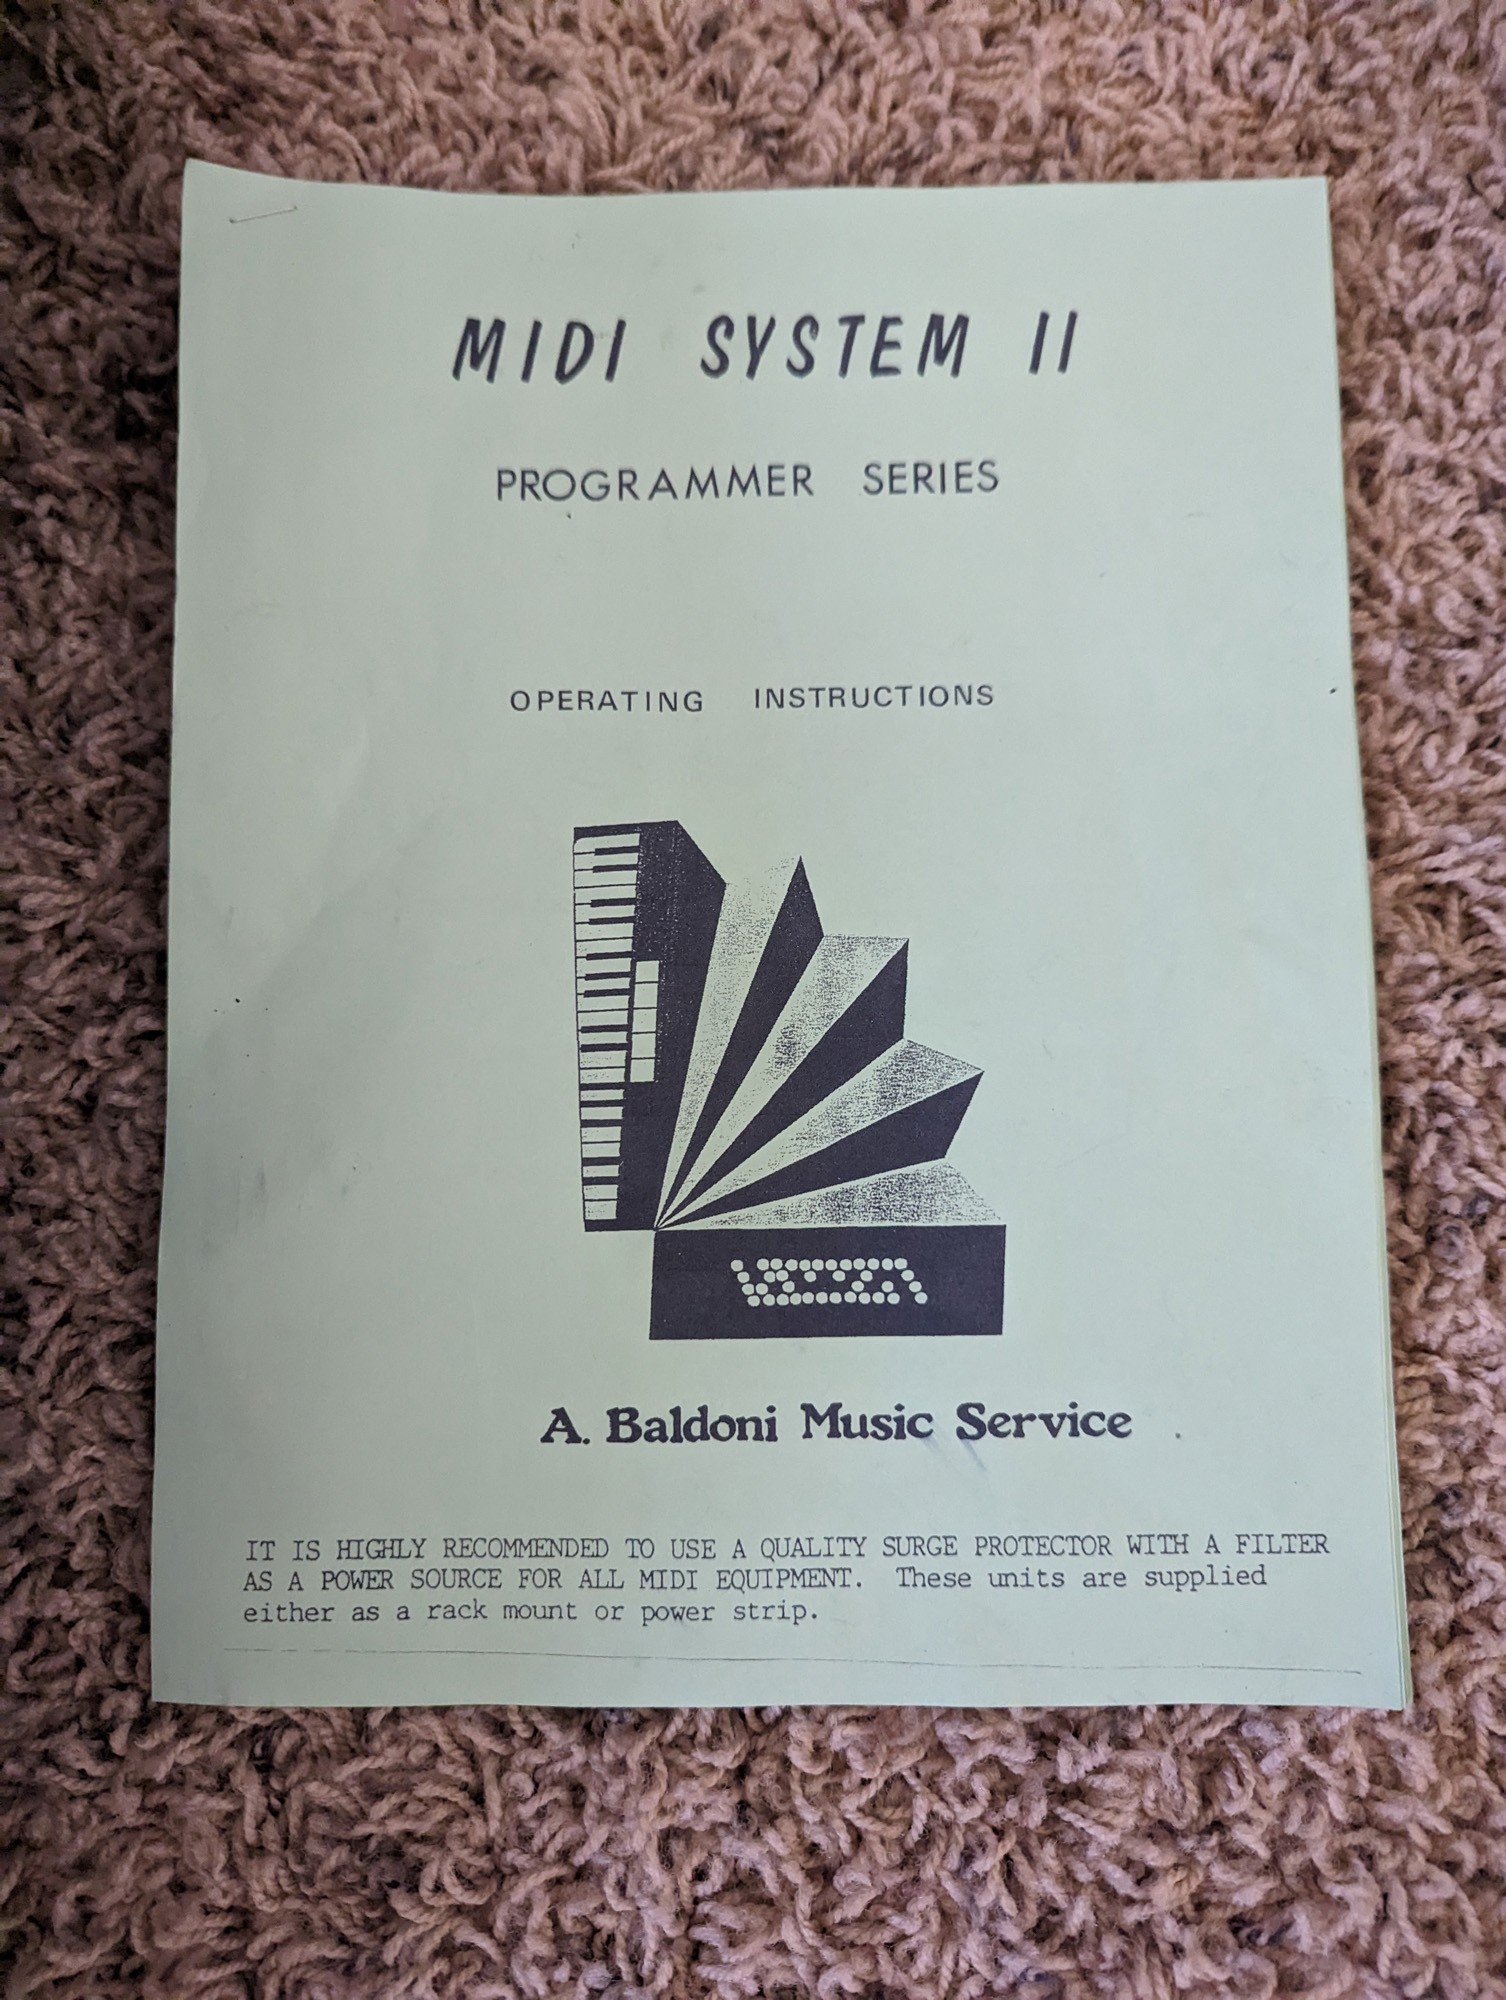 MIDI SYSTEM II
PROGRAMMER SERIES
OPERATING INSTRUCTIONS
A. Baldoni Music Service
IT IS HIGHLY RECOMMENDED TO USE A QUALITY SURGE PROTECTOR WITH A FILTER
AS A POWER SOURCE FOR ALL MIDI EQUIPMENT. These units are supplied
either as a rack mount or power strip.